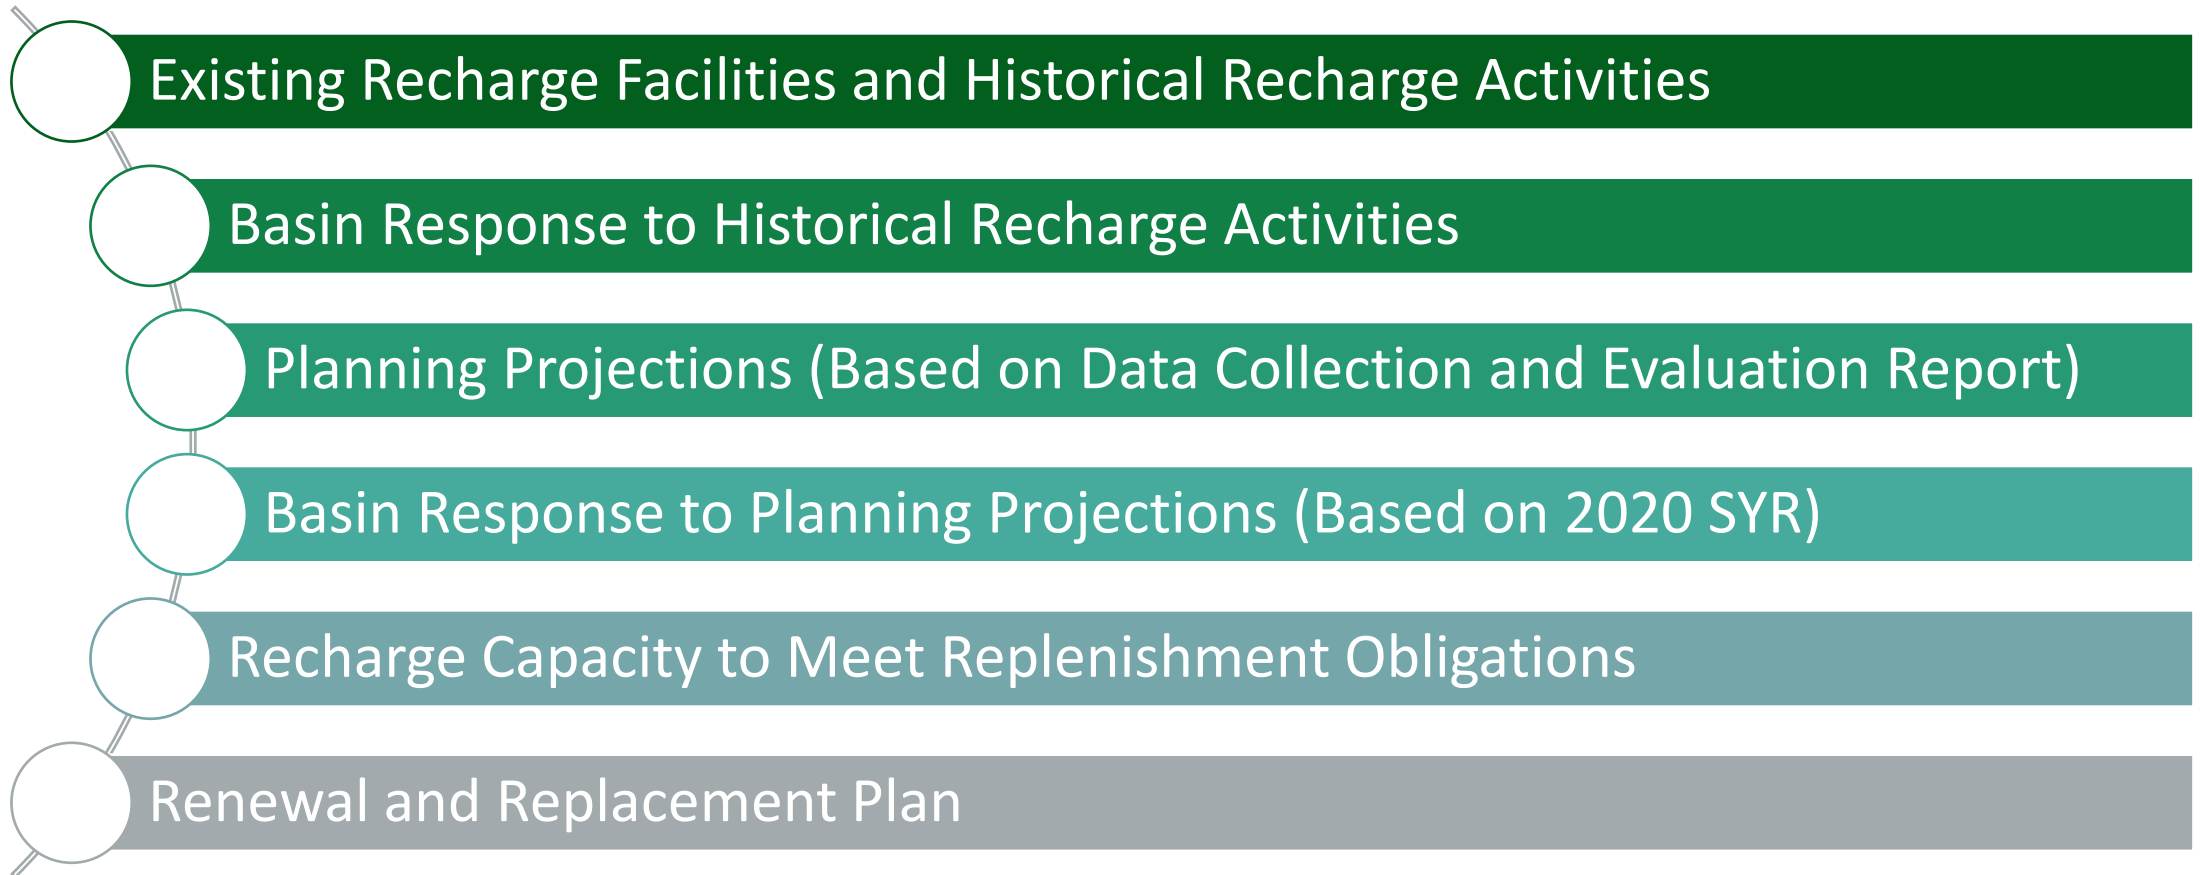 Existing Recharge Facilities and Historical Recharge Activities
Basin Response to Historical Recharge Activities
Planning Projections (Based on Data Collection and Evaluation Report)
Basin Response to Planning Projections (Based on 2020 SYR)
Recharge Capacity to Meet Replenishment Obligations
Renewal and Replacement Plan